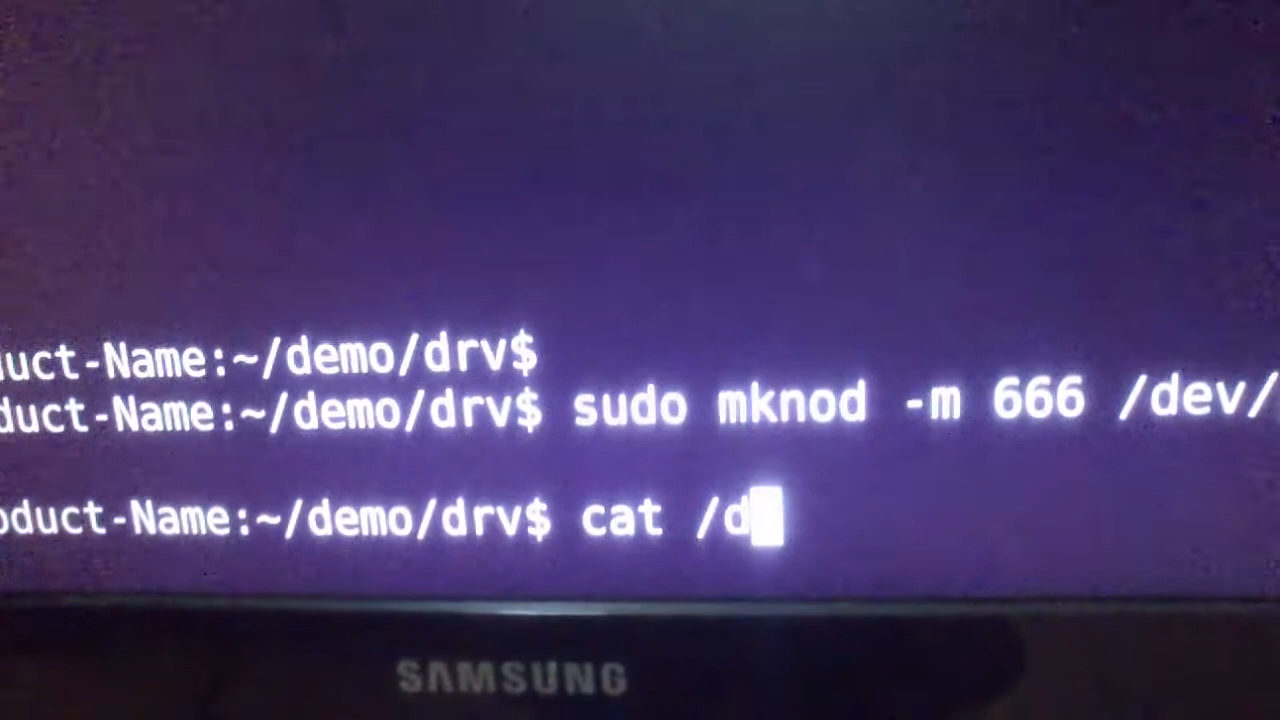 duct-Name:~/demo/drv$
duct-Name:~/demo/drv$ sudo mknod -m 666 /dev/
oduct-Name:~/demo/drv$ cat /d
SAMSUNG